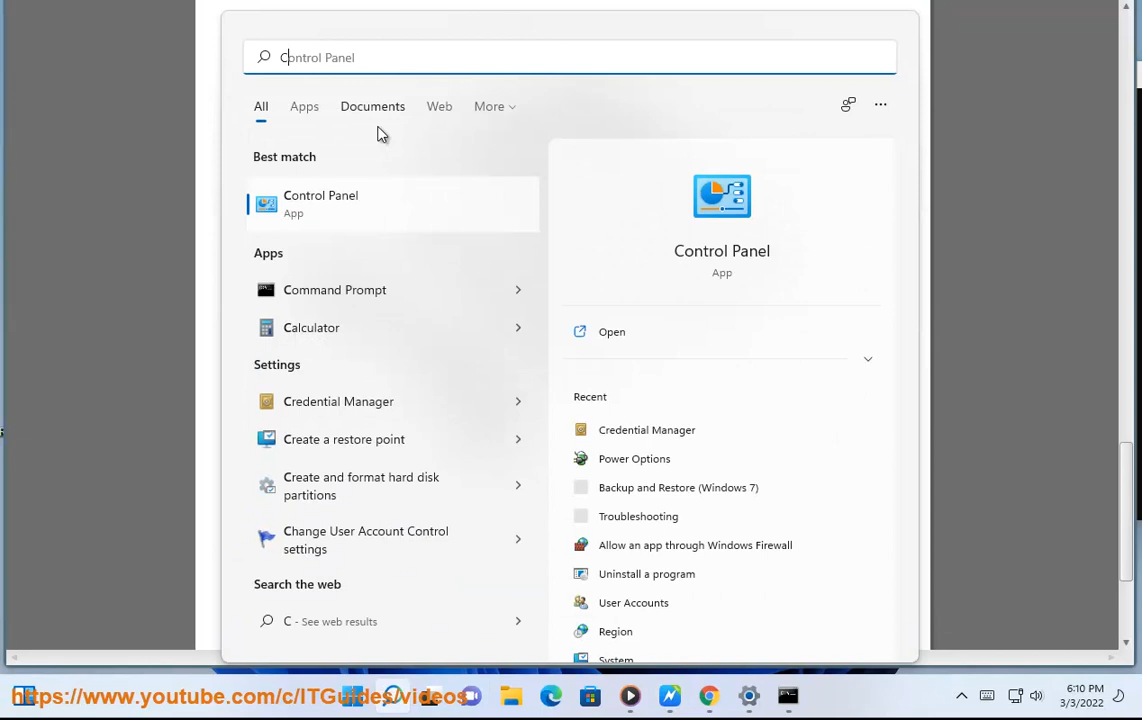 Control Panel
All Apps Documents Web More
Best match
Control Panel
App
Apps
Command Prompt
Calculator
Settings
Credential Manager
Create a restore point
Create and format hard disk
partitions
Change User Account Control
settings
Search the web
C - See web results
Control Panel
App
Open
Recent
Credential Manager
Power Options
Backup and Restore (Windows 7)
Troubleshooting
Allow an app through Windows Firewall
Uninstall a program
User Accounts
Region
System
https://www.youtube.com/c/ITGuides/videos
6:10 PM
3/3/2022